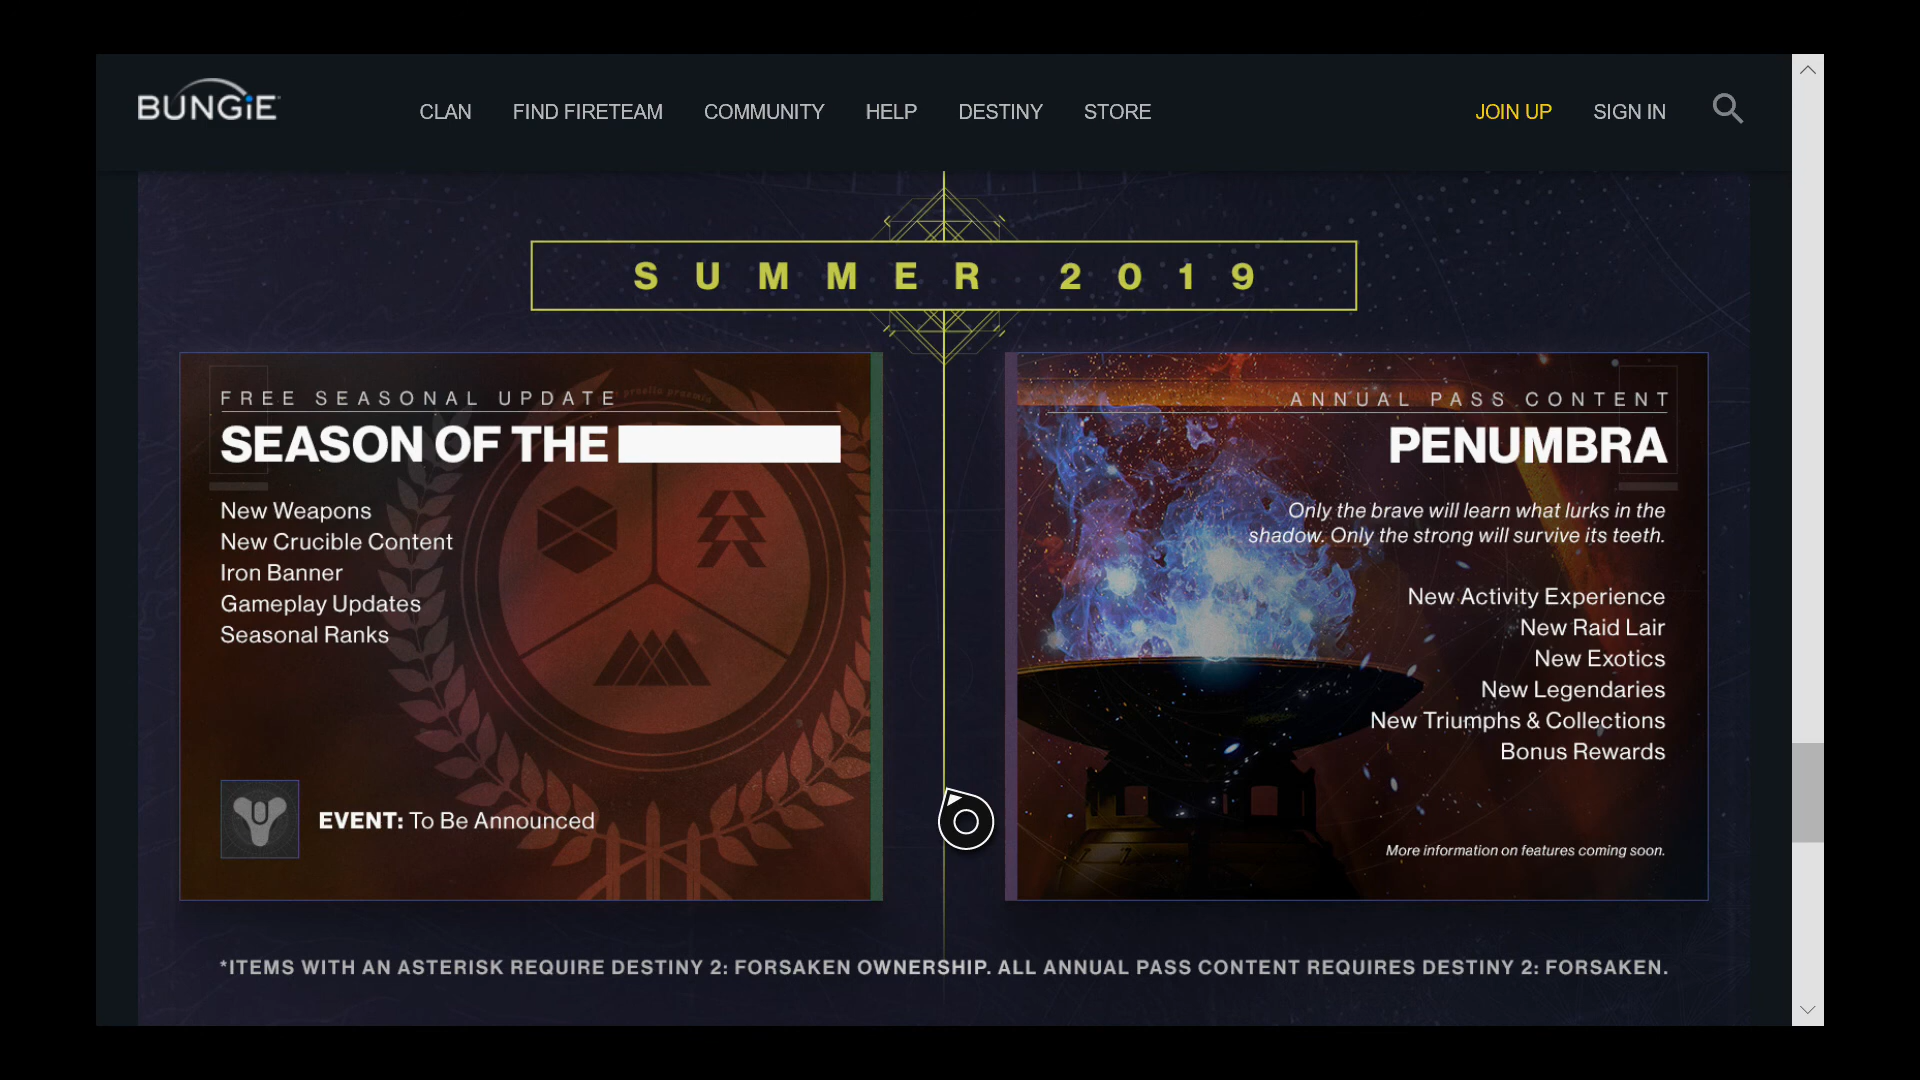 BUNGiE
CLAN FIND FIRETEAM COMMUNITY HELP DESTINY STORE JOIN UP SIGN IN
SUMMER 2019
FREE SEASONAL UPDATE
SEASON OF THE
New Weapons
New Crucible Content
Iron Banner
Gameplay Updates
Seasonal Ranks
EVENT: To Be Announced
ANNUAL PASS CONTENT
PENUMBRA
Only the brave will learn what lurks in the
shadow. Only the strong will survive its teeth.
New Activity Experience
New Raid Lair
New Exotics
New Legendaries
New Triumphs & Collections
Bonus Rewards
More information on features coming soon.
*ITEMS WITH AN ASTERISK REQUIRE DESTINY 2: FORSAKEN OWNERSHIP. ALL ANNUAL PASS CONTENT REQUIRES DESTINY 2: FORSAKEN.